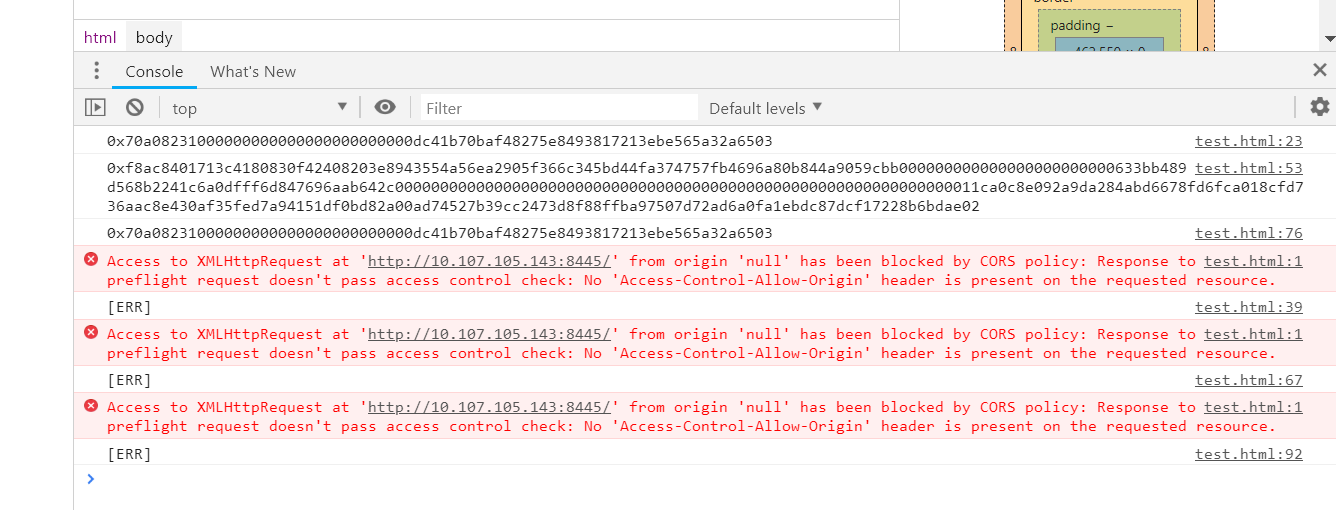 border
padding –
html body
8 463.550 × 0 8
Console What's New
top Filter Default levels
0x70a08231000000000000000000000000dc41b70baf48275e8493817213ebe565a32a6503 test.html:23
0xf8ac8401713c4180830f42408203e8943554a56ea2905f366c345bd44fa374757fb4696a80b844a9059cbb000000000000000000000000633bb489 test.html:53
d568b2241c6a0dfff6d847696aab642c0000000000000000000000000000000000000000000000000000000000000011ca0c8e092a9da284abd6678fd6fca018cfd7
36aac8e430af35fed7a94151df0bd82a00ad74527b39cc2473d8f88ffba97507d72ad6a0fa1ebdc87dcf17228b6bdae02
0x70a08231000000000000000000000000dc41b70baf48275e8493817213ebe565a32a6503 test.html:76
Access to XMLHttpRequest at 'http://10.107.105.143:8445/' from origin 'null' has been blocked by CORS policy: Response to test.html:1
preflight request doesn't pass access control check: No 'Access-Control-Allow-Origin' header is present on the requested resource.
[ERR] test.html:39
Access to XMLHttpRequest at 'http://10.107.105.143:8445/' from origin 'null' has been blocked by CORS policy: Response to test.html:1
preflight request doesn't pass access control check: No 'Access-Control-Allow-Origin' header is present on the requested resource.
[ERR] test.html:67
Access to XMLHttpRequest at 'http://10.107.105.143:8445/' from origin 'null' has been blocked by CORS policy: Response to test.html:1
preflight request doesn't pass access control check: No 'Access-Control-Allow-Origin' header is present on the requested resource.
[ERR] test.html:92